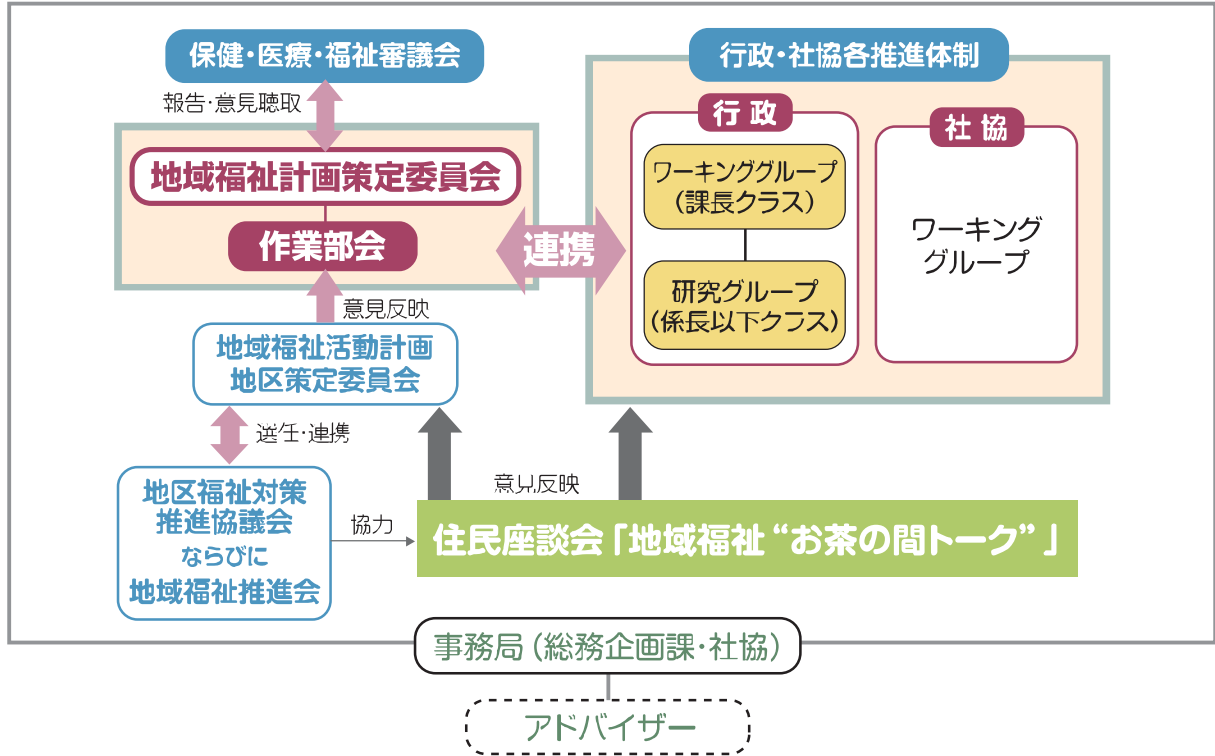 保健・医療・福祉審議会
報告・意見聴取
地域福祉計画策定委員会
作業部会
連携
行政・社協各推進体制
行政
ワーキンググループ
（課長クラス）
研究グループ
（係長以下クラス）
社協
ワーキング
グループ
意見反映
地域福祉活動計画
地区策定委員会
選任・連携
地区福祉対策
推進協議会
ならびに
地域福祉推進会
協力
意見反映
住民座談会「地域福祉“お茶の間トーク”」
事務局（総務企画課・社協）
アドバイザー